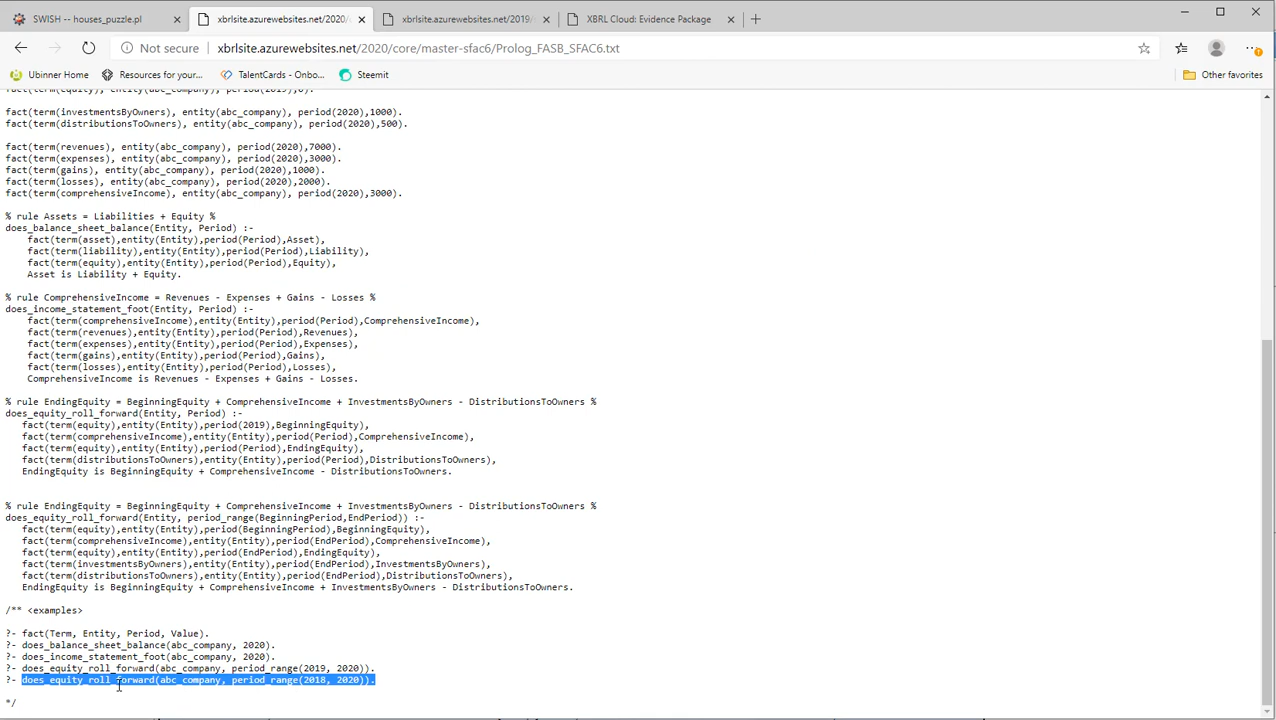 SWISH -- houses_puzzle.pl
xbrlsite.azurewebsites.net/2020/
xbrlsite.azurewebsites.net/2019/
XBRL Cloud: Evidence Package
Not secure
xbrlsite.azurewebsites.net/2020/core/master-sfac6/Prolog_FASB_SFAC6.txt
Ubinner Home
Resources for your...
TalentCards - Onbo...
Steemit
Other favorites
fact(term(equity), entity(abc_company), period(2019),0).
fact(term(investmentsByOwners), entity(abc_company), period(2020),1000).
fact(term(distributionsToOwners), entity(abc_company), period(2020),500).
fact(term(revenues), entity(abc_company), period(2020),7000).
fact(term(expenses), entity(abc_company), period(2020),3000).
fact(term(gains), entity(abc_company), period(2020),1000).
fact(term(losses), entity(abc_company), period(2020),2000).
fact(term(comprehensiveIncome), entity(abc_company), period(2020),3000).
% rule Assets = Liabilities + Equity %
does_balance_sheet_balance(Entity, Period) :-
fact(term(asset),entity(Entity),period(Period),Asset),
fact(term(liability),entity(Entity),period(Period),Liability),
fact(term(equity),entity(Entity),period(Period),Equity),
Asset is Liability + Equity.
% rule ComprehensiveIncome = Revenues - Expenses + Gains - Losses %
does_income_statement_foot(Entity, Period) :-
fact(term(comprehensiveIncome),entity(Entity),period(Period),ComprehensiveIncome),
fact(term(revenues),entity(Entity),period(Period),Revenues),
fact(term(expenses),entity(Entity),period(Period),Expenses),
fact(term(gains),entity(Entity),period(Period),Gains),
fact(term(losses),entity(Entity),period(Period),Losses),
ComprehensiveIncome is Revenues - Expenses + Gains - Losses.
% rule EndingEquity = BeginningEquity + ComprehensiveIncome + InvestmentsByOwners - DistributionsToOwners %
does_equity_roll_forward(Entity, Period) :-
fact(term(equity),entity(Entity),period(2019),BeginningEquity),
fact(term(comprehensiveIncome),entity(Entity),period(Period),ComprehensiveIncome),
fact(term(equity),entity(Entity),period(Period),EndingEquity),
fact(term(distributionsToOwners),entity(Entity),period(Period),DistributionsToOwners),
EndingEquity is BeginningEquity + ComprehensiveIncome - DistributionsToOwners.
% rule EndingEquity = BeginningEquity + ComprehensiveIncome + InvestmentsByOwners - DistributionsToOwners %
does_equity_roll_forward(Entity, period_range(BeginningPeriod,EndPeriod)) :-
fact(term(equity),entity(Entity),period(BeginningPeriod),BeginningEquity),
fact(term(comprehensiveIncome),entity(Entity),period(EndPeriod),ComprehensiveIncome),
fact(term(equity),entity(Entity),period(EndPeriod),EndingEquity),
fact(term(investmentsByOwners),entity(Entity),period(EndPeriod),InvestmentsByOwners),
fact(term(distributionsToOwners),entity(Entity),period(EndPeriod),DistributionsToOwners),
EndingEquity is BeginningEquity + ComprehensiveIncome + InvestmentsByOwners - DistributionsToOwners.
/** <examples>
?- fact(Term, Entity, Period, Value).
?- does_balance_sheet_balance(abc_company, 2020).
?- does_income_statement_foot(abc_company, 2020).
?- does_equity_roll_forward(abc_company, period_range(2019, 2020)).
?- does_equity_roll_forward(abc_company, period_range(2018, 2020)).
*/